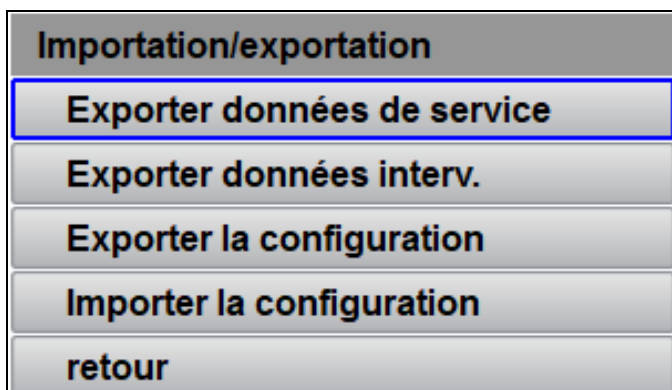 Importation/exportation
Exporter données de service
Exporter données interv.
Exporter la configuration
Importer la configuration
retour